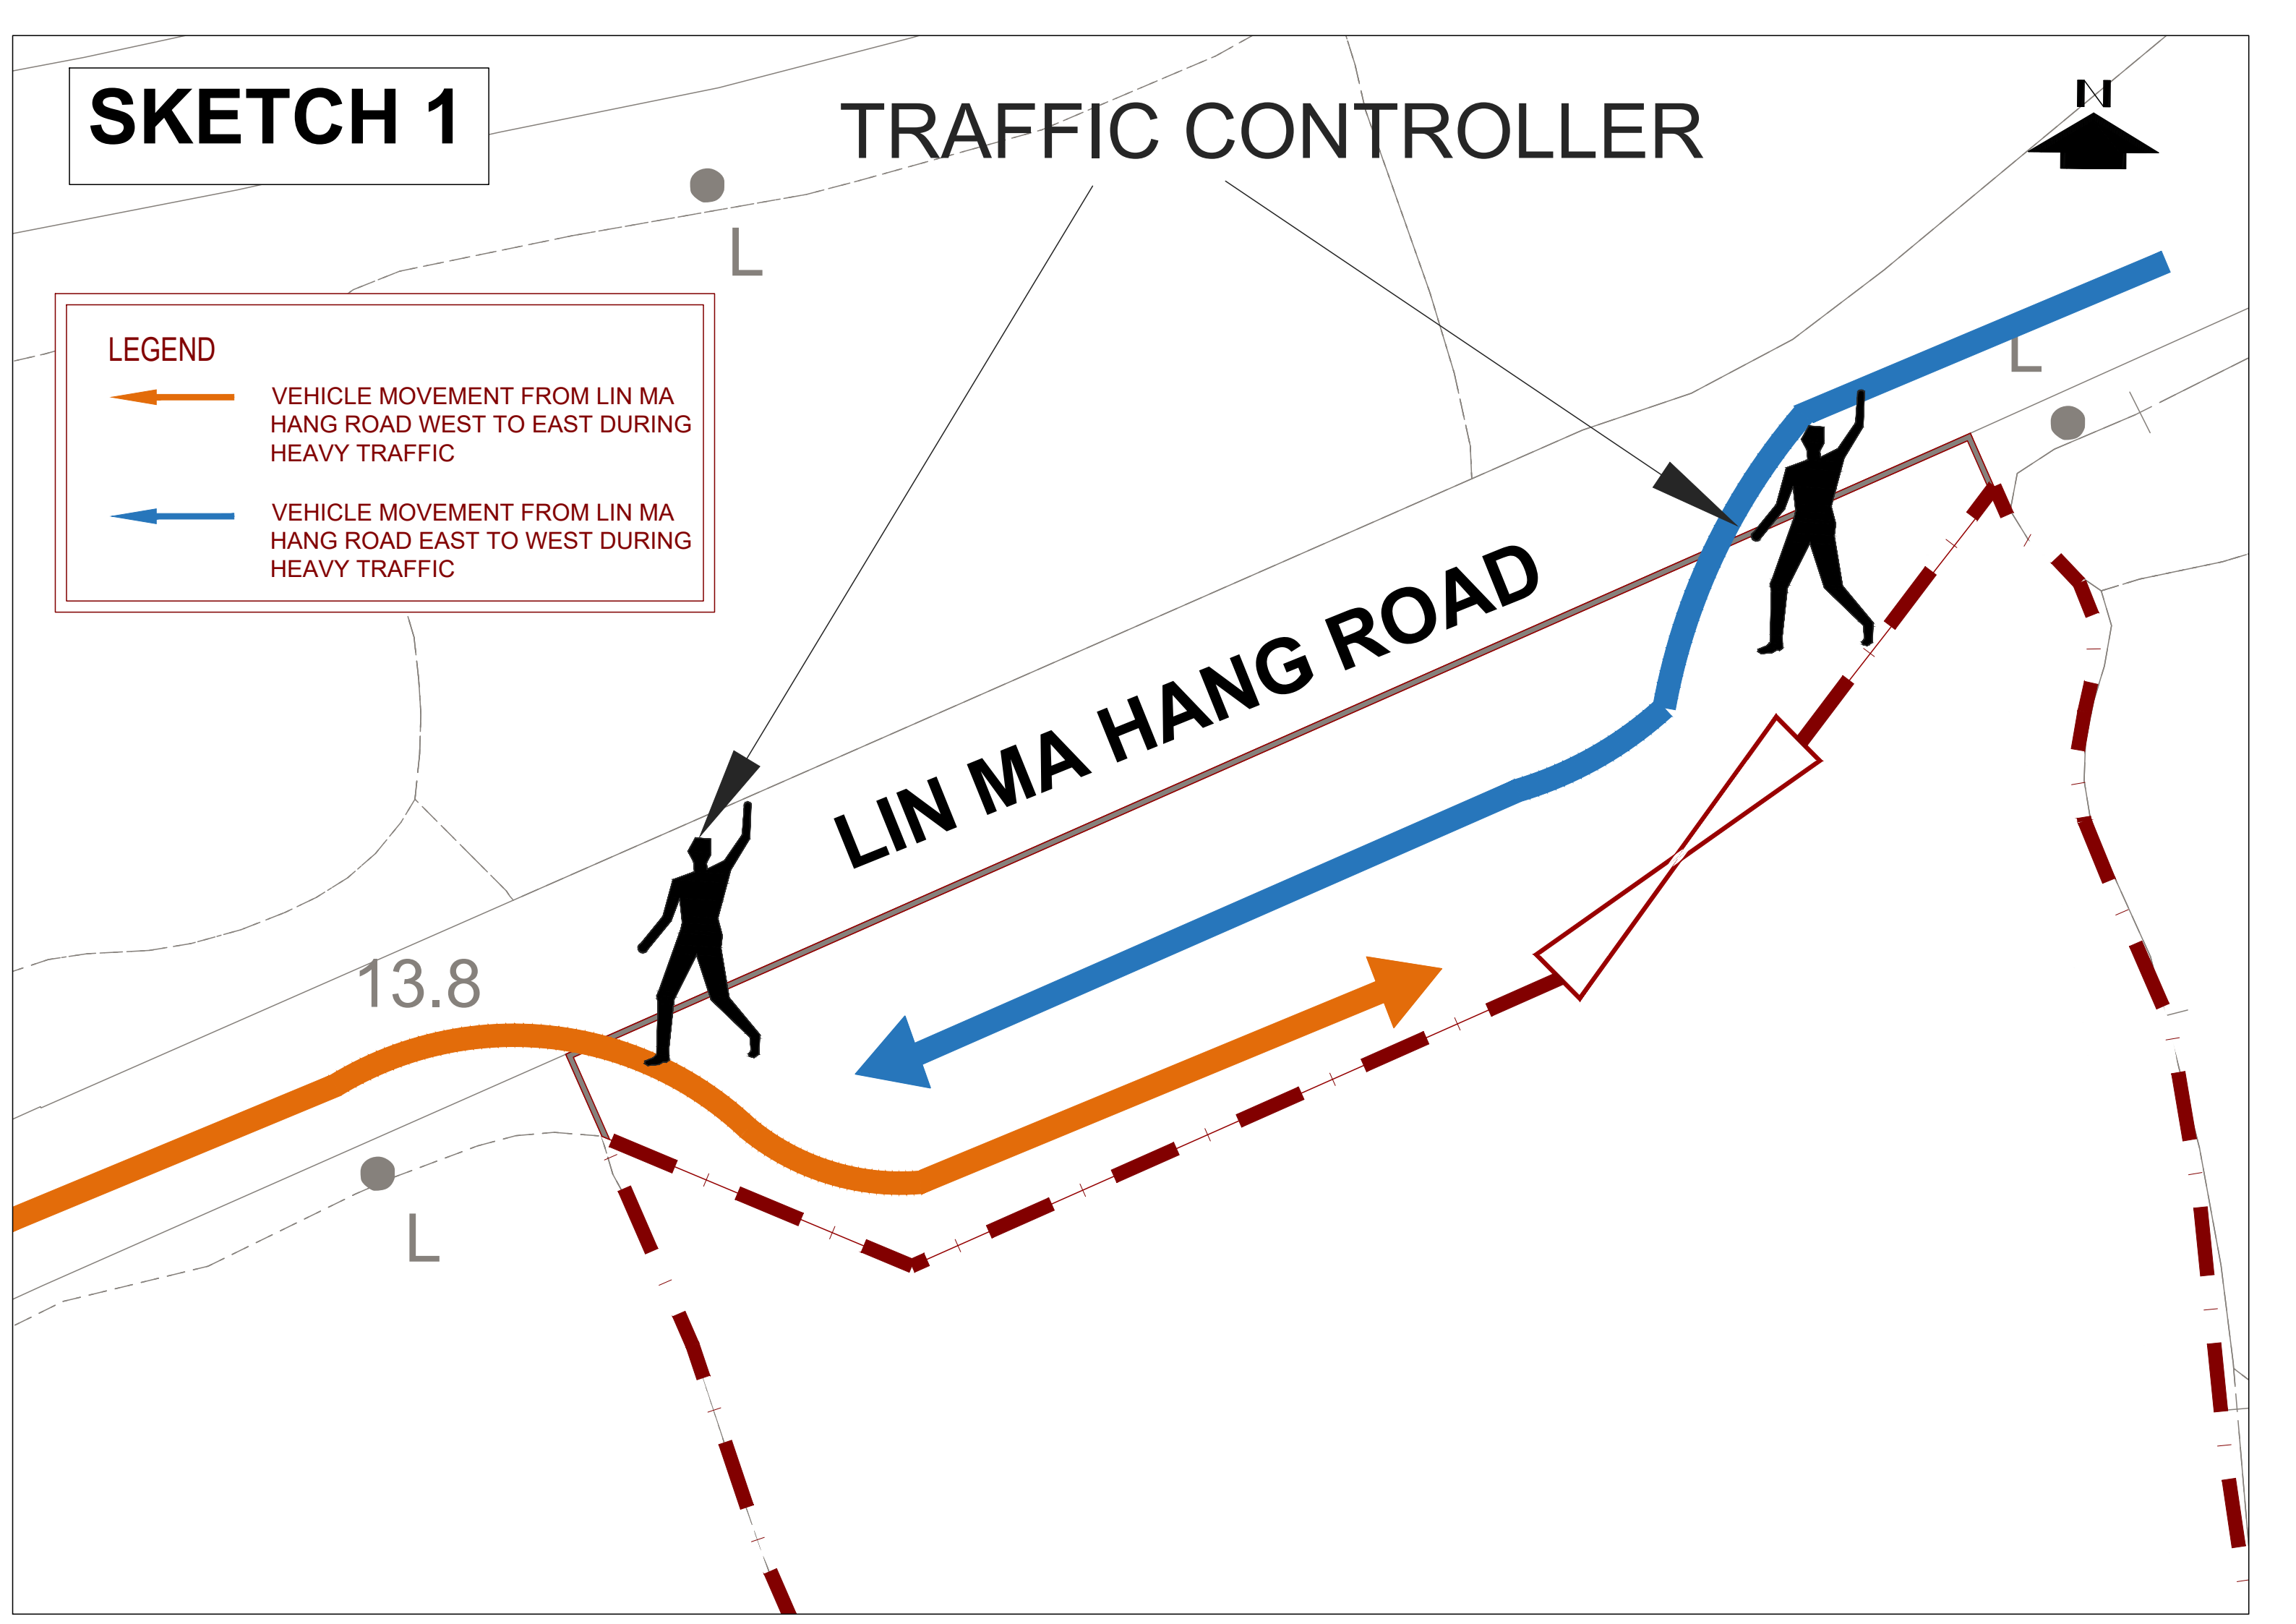 SKETCH 1
TRAFFIC CONTROLLER
N
L
LEGEND
VEHICLE MOVEMENT FROM LIN MA
HANG ROAD WEST TO EAST DURING
HEAVY TRAFFIC
VEHICLE MOVEMENT FROM LIN MA
HANG ROAD EAST TO WEST DURING
HEAVY TRAFFIC
L
LIN MA HANG ROAD
13.8
L